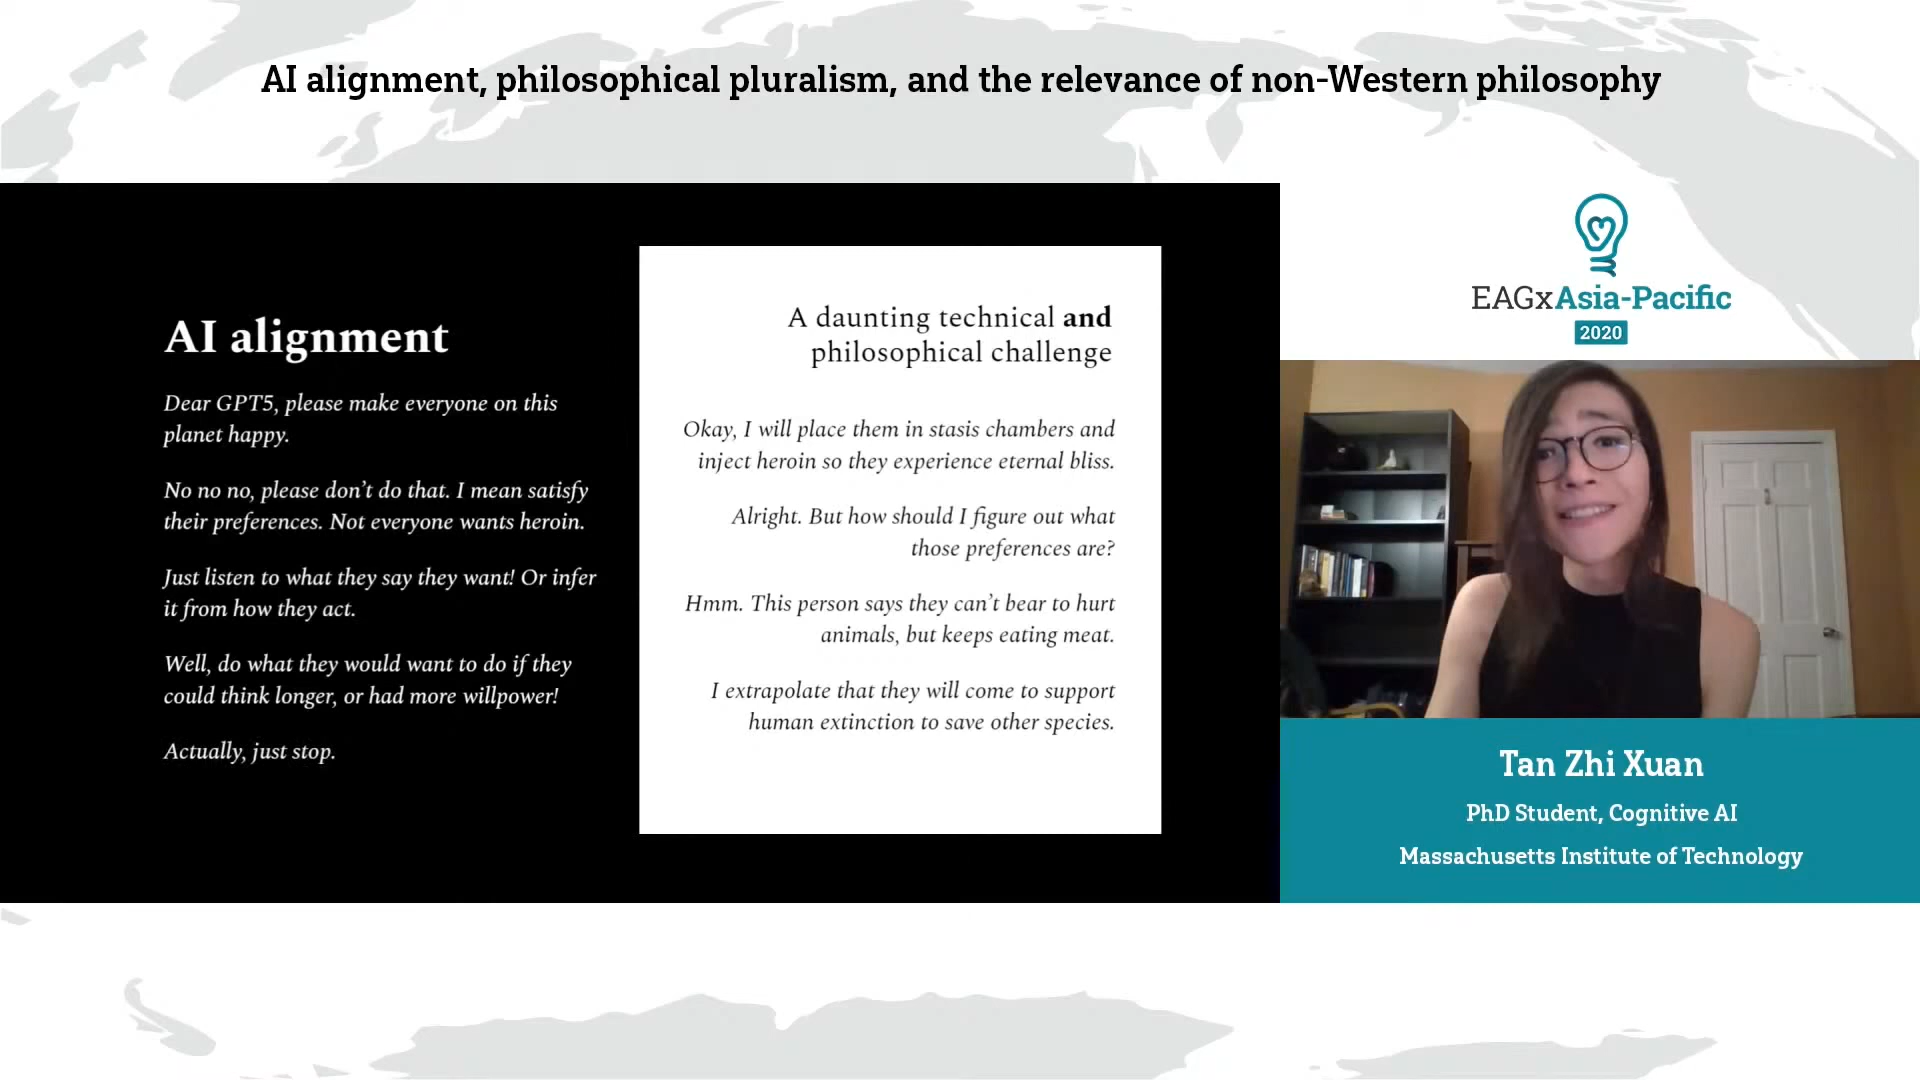 AI alignment, philosophical pluralism, and the relevance of non-Western philosophy
AI alignment
Dear GPT5, please make everyone on this
planet happy.
No no no, please don’t do that. I mean satisfy
their preferences. Not everyone wants heroin.
Just listen to what they say they want! Or infer
it from how they act.
Well, do what they would want to do if they
could think longer, or had more willpower!
Actually, just stop.
A daunting technical and
philosophical challenge
Okay, I will place them in stasis chambers and
inject heroin so they experience eternal bliss.
Alright. But how should I figure out what
those preferences are?
Hmm. This person says they can’t bear to hurt
animals, but keeps eating meat.
I extrapolate that they will come to support
human extinction to save other species.
EAGxAsia-Pacific
2020
Tan Zhi Xuan
PhD Student, Cognitive AI
Massachusetts Institute of Technology